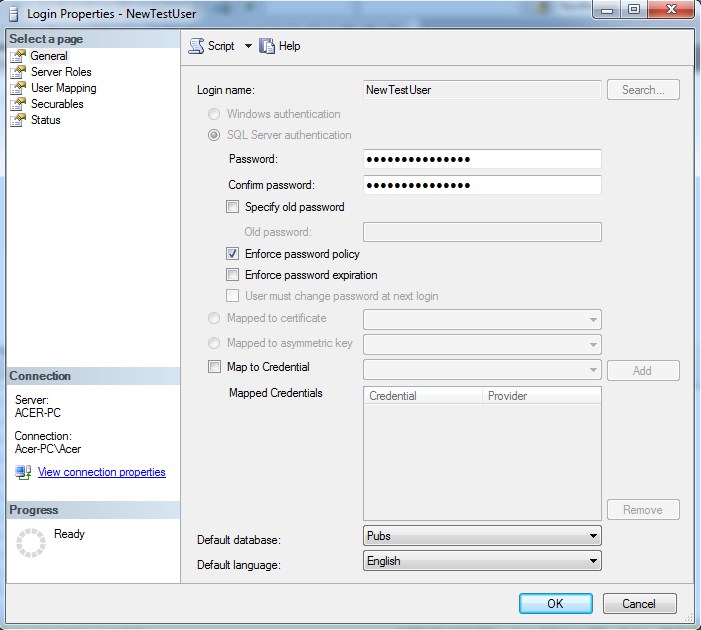 Login Properties - NewTestUser
Select a page
General
Server Roles
User Mapping
Securables
Status
Connection
Server:
ACER-PC
Connection:
Acer-PC\Acer
View connection properties
Progress
Ready
Script
Help
Login name:
NewTestUser
Search...
Windows authentication
SQL Server authentication
Password:
●●●●●●●●●●●●●●●
Confirm password:
●●●●●●●●●●●●●●●
Specify old password
Old password:
Enforce password policy
Enforce password expiration
User must change password at next login
Mapped to certificate
Mapped to asymmetric key
Map to Credential
Add
Mapped Credentials
Credential Provider
Remove
Default database:
Pubs
Default language:
English
OK
Cancel